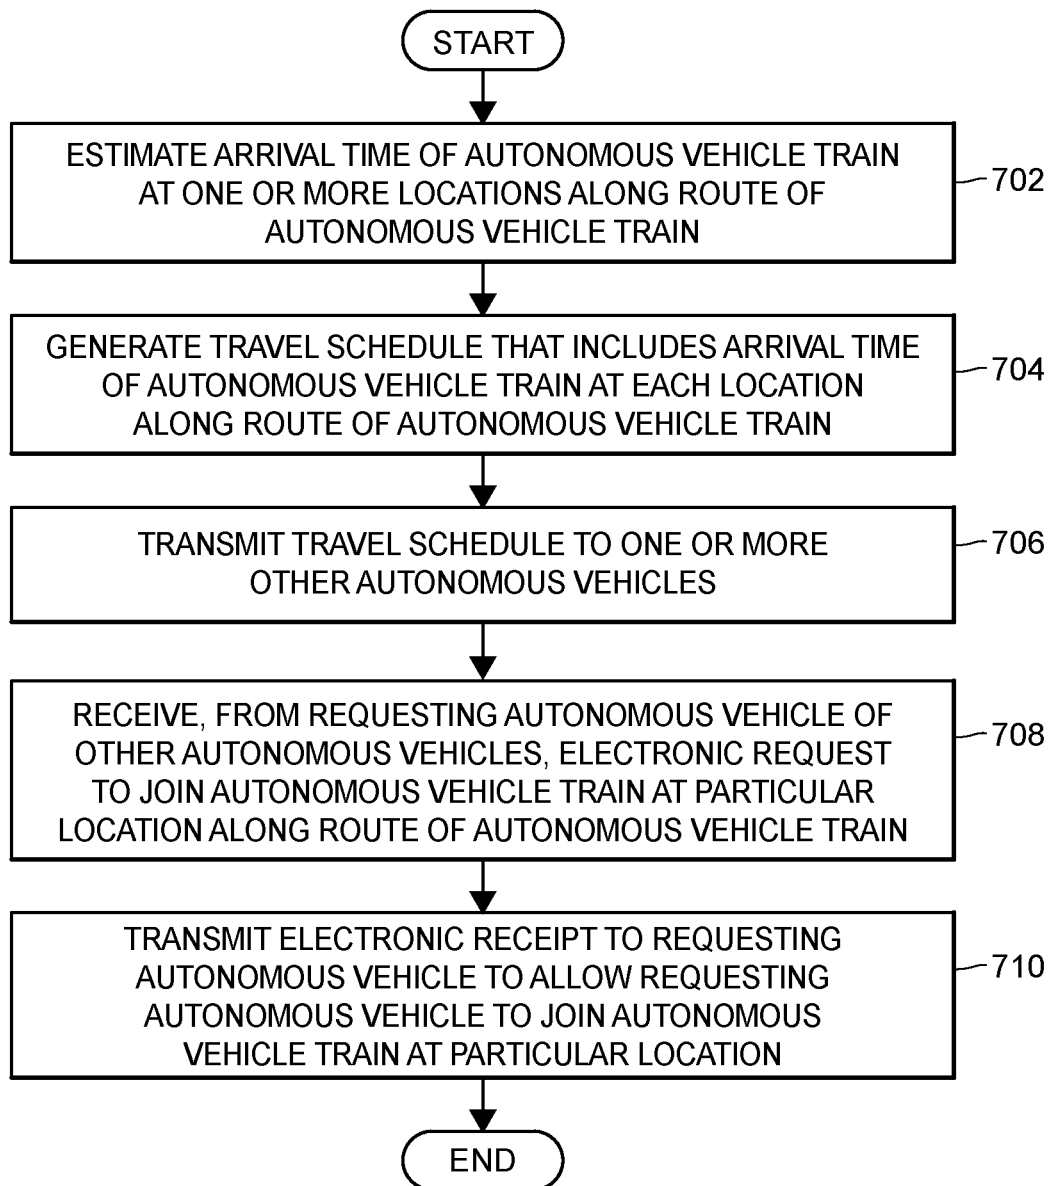 START
ESTIMATE ARRIVAL TIME OF AUTONOMOUS VEHICLE TRAIN
AT ONE OR MORE LOCATIONS ALONG ROUTE OF
AUTONOMOUS VEHICLE TRAIN
702
GENERATE TRAVEL SCHEDULE THAT INCLUDES ARRIVAL TIME
OF AUTONOMOUS VEHICLE TRAIN AT EACH LOCATION
ALONG ROUTE OF AUTONOMOUS VEHICLE TRAIN
704
TRANSMIT TRAVEL SCHEDULE TO ONE OR MORE
OTHER AUTONOMOUS VEHICLES
706
RECEIVE, FROM REQUESTING AUTONOMOUS VEHICLE OF
OTHER AUTONOMOUS VEHICLES, ELECTRONIC REQUEST
TO JOIN AUTONOMOUS VEHICLE TRAIN AT PARTICULAR
LOCATION ALONG ROUTE OF AUTONOMOUS VEHICLE TRAIN
708
TRANSMIT ELECTRONIC RECEIPT TO REQUESTING
AUTONOMOUS VEHICLE TO ALLOW REQUESTING
AUTONOMOUS VEHICLE TO JOIN AUTONOMOUS
VEHICLE TRAIN AT PARTICULAR LOCATION
710
END